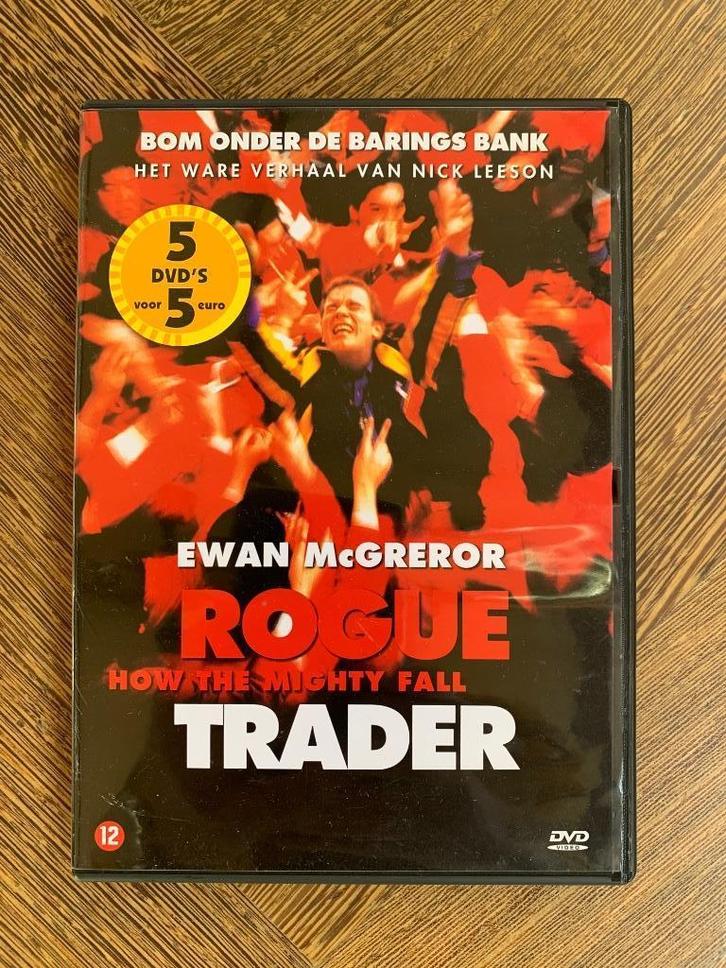 BOM ONDER DE BARINGS BANK
HET WARE VERHAAL VAN NICK LEESON
5
DVD'S
voor 5 euro
EWAN McGREROR
ROGUE
HOW THE MIGHTY FALL
TRADER
12
DVD
VIDEO